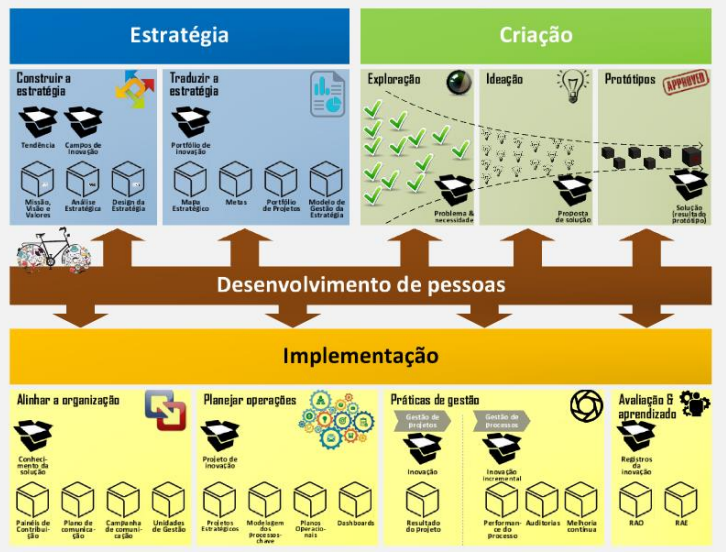 Estratégia
Criação
Construir a
estratégia
Traduzir a
estratégia
Exploração
Ideação
Protótipos
APPROVED
Tendência
Campos de
Inovação
Portfólio de
Inovação
Missão,
Visão e
Valores
Análise
Estratégica
Design da
Estratégia
Mapa
Estratégico
Metas
Portfólio
de Projetos
Modelo de
Gestão da
Estratégia
Problema &
necessidade
Proposta
de solução
Solução
(resultado
protótipo)
Desenvolvimento de pessoas
Implementação
Alinhar a organização
Planejar operações
Práticas de gestão
Avaliação &
aprendizado
Gestão de
projetos
Gestão de
processos
Conheci-
mento da
solução
Projeto de
inovação
Inovação
Inovação
incremental
Registros
da
inovação
Painéis de
Contribui-
ção
Plano de
comunica-
ção
Campanha
de comuni-
cação
Unidades
de Gestão
Projetos
Estratégicos
Modelagem
dos
Processos-
chave
Planos
Operacio-
nais
Dashboards
Resultado
do projeto
Performan-
ce do
processo
Auditorias
Melhoria
contínua
RAO
RAE